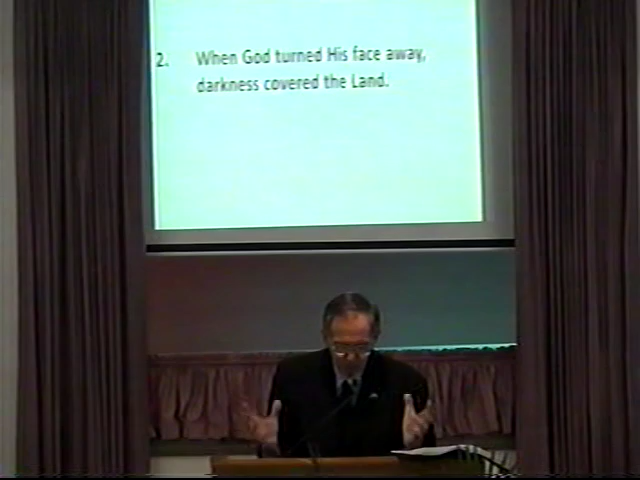 2. When God turned His face away,
darkness covered the Land.